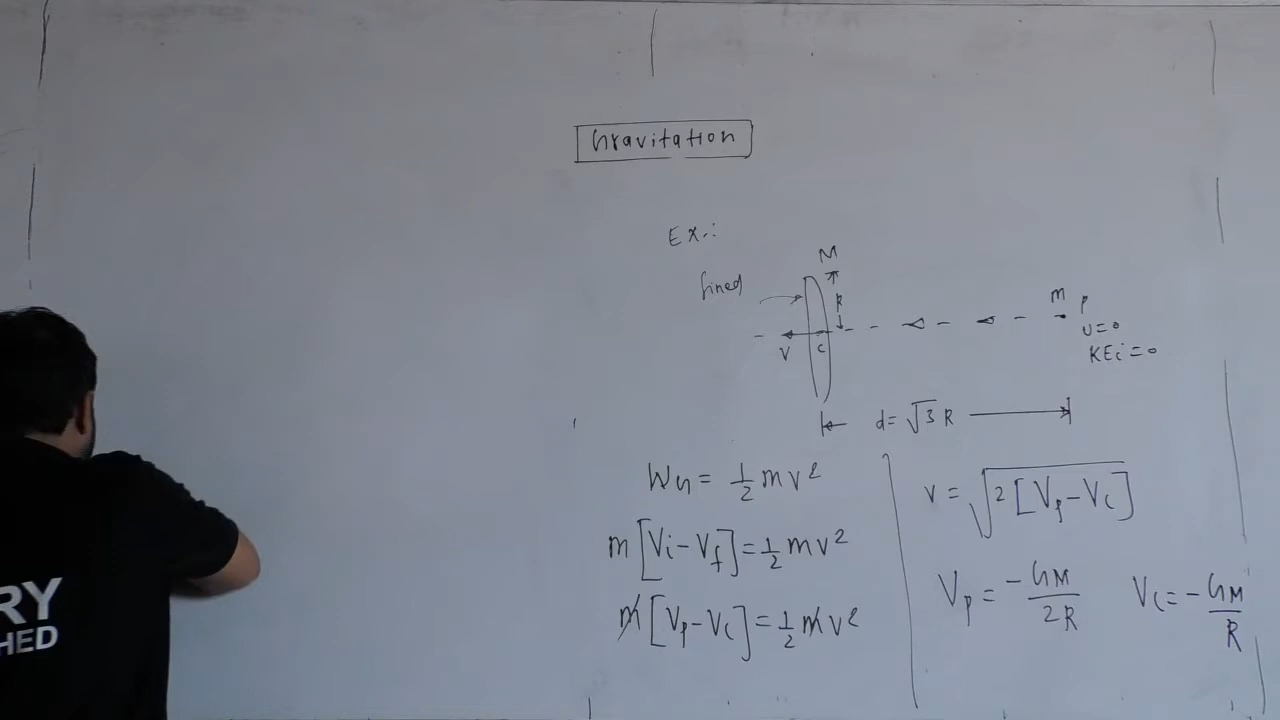 Gravitation
Ex.:
M
fined
R
m P
u=0
KEi=0
V
C
d=√3 R
WG = 1/2 mv²
m[Vi-Vf]=1/2 mv²
m[Vp-Vc]=1/2 mv²
v = √2[Vp-Vc]
Vp = -GM/2R
Vc = -GM/R
RY
HED